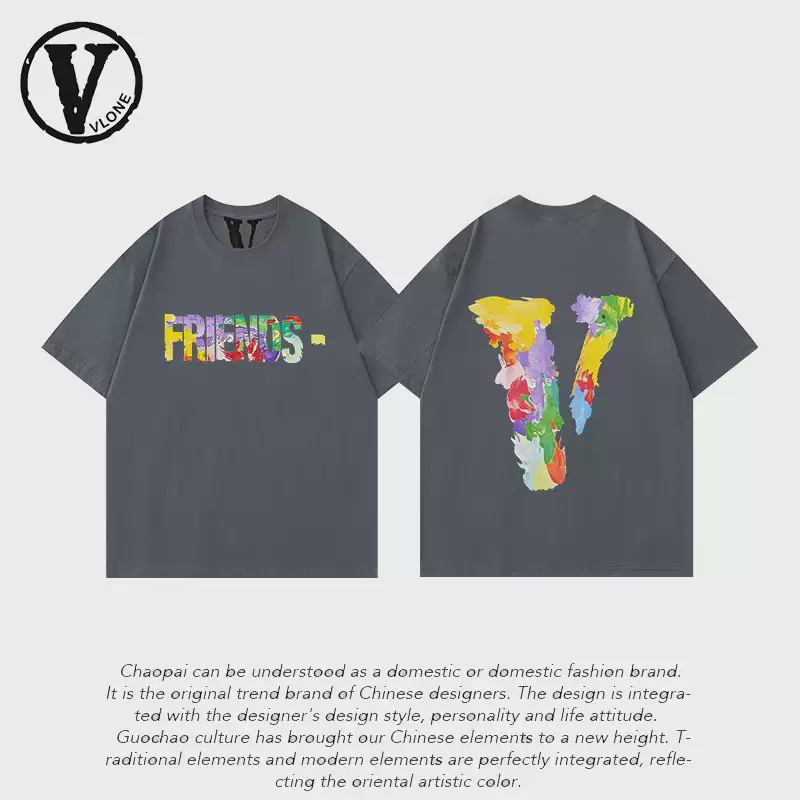 V
VLONE
V
FRIENDS-
V
Chaopai can be understood as a domestic or domestic fashion brand.
It is the original trend brand of Chinese designers. The design is integra-
ted with the designer's design style, personality and life attitude.
Guochao culture has brought our Chinese elements to a new height. T-
raditional elements and modern elements are perfectly integrated, refle-
cting the oriental artistic color.